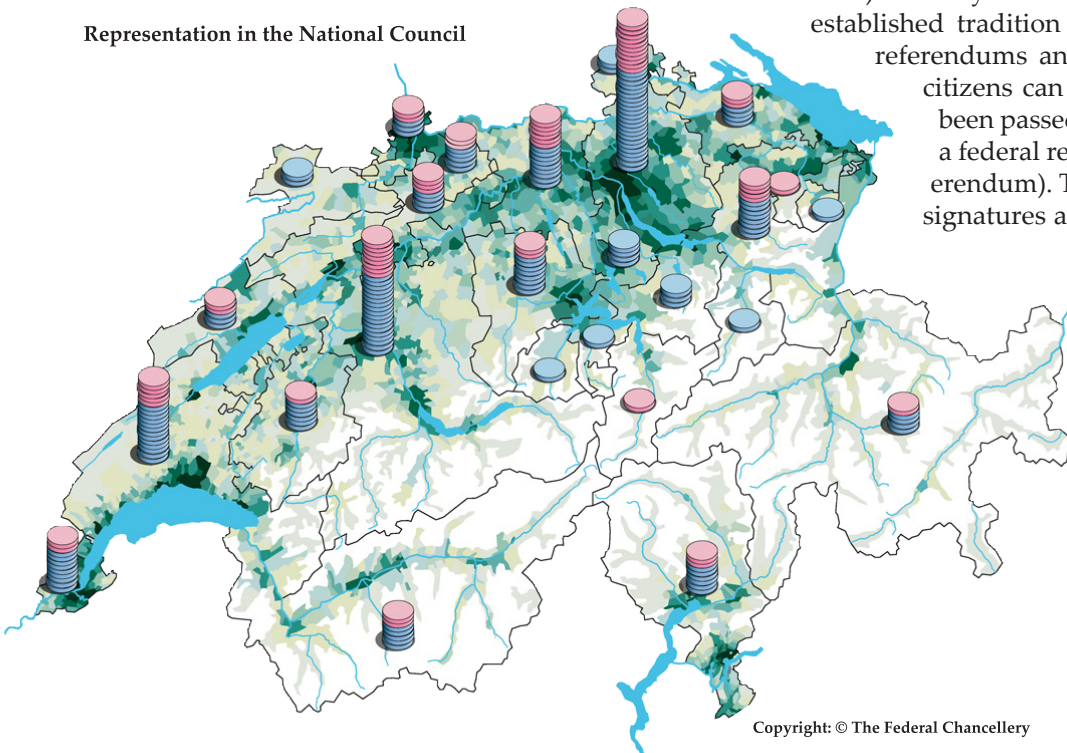 Representation in the National Council
established tradition
referendums an
citizens can
been passed
a federal re
erendum). T
signatures a
Copyright: © The Federal Chancellery